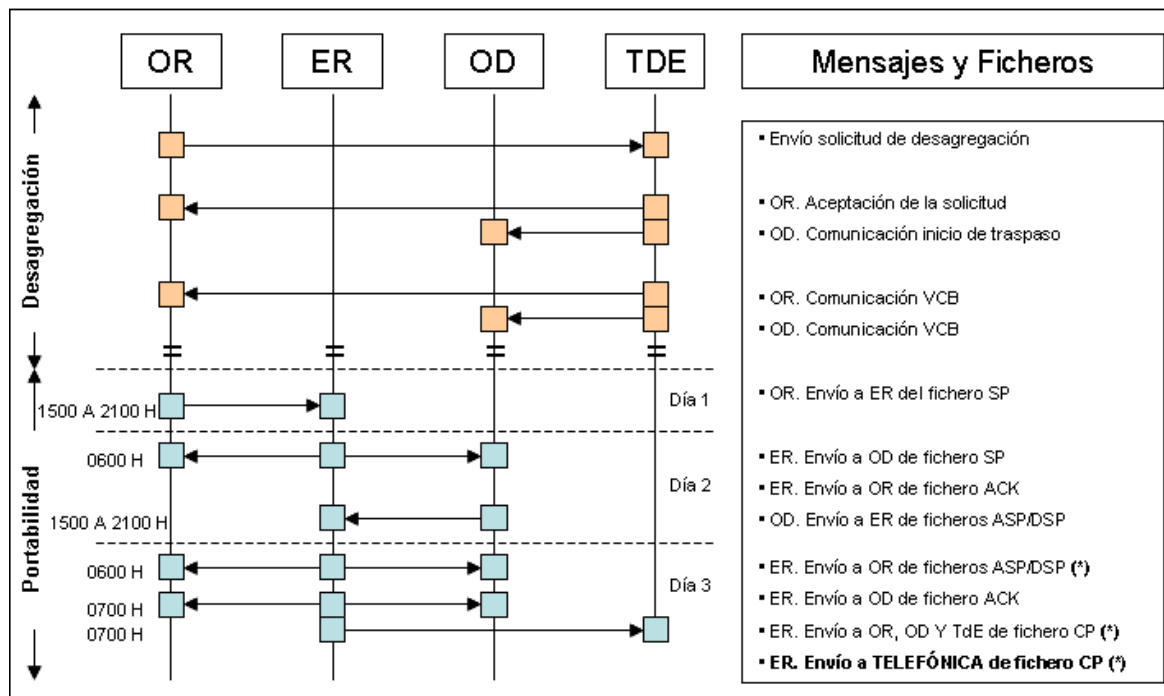 OR
ER
OD
TDE
Mensajes y Ficheros
Desagregación
▪ Envío solicitud de desagregación
▪ OR. Aceptación de la solicitud
▪ OD. Comunicación inicio de traspaso
▪ OR. Comunicación VCB
▪ OD. Comunicación VCB
Portabilidad
1500 A 2100 H
Día 1
▪ OR. Envío a ER del fichero SP
0600 H
Día 2
▪ ER. Envío a OD de fichero SP
▪ ER. Envío a OR de fichero ACK
1500 A 2100 H
▪ OD. Envío a ER de ficheros ASP/DSP
0600 H
Día 3
▪ ER. Envío a OR de ficheros ASP/DSP (*)
0700 H
▪ ER. Envío a OD de fichero ACK
0700 H
▪ ER. Envío a OR, OD Y TdE de fichero CP (*)
▪ ER. Envío a TELEFÓNICA de fichero CP (*)